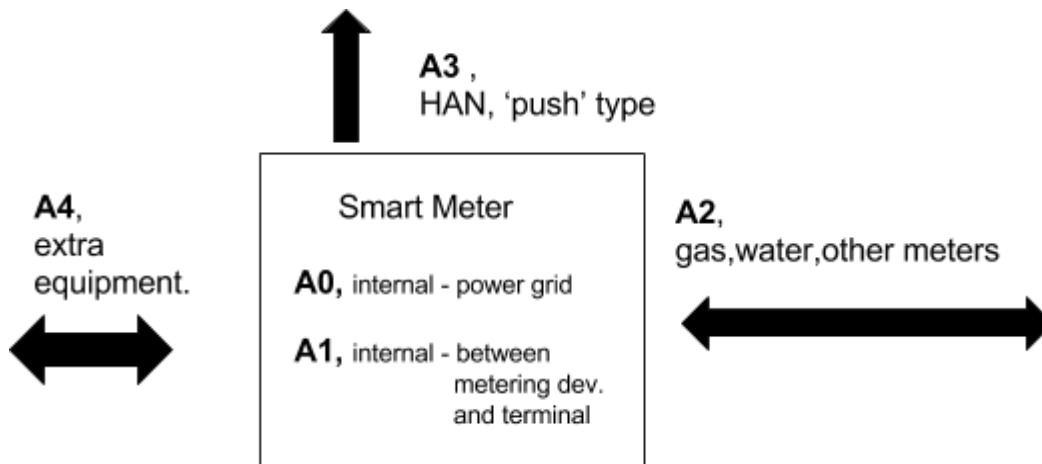 A3 ,
HAN, ‘push’ type
Smart Meter
A4,
extra
equipment.
A0, internal - power grid
A1, internal - between
metering dev.
and terminal
A2,
gas,water,other meters